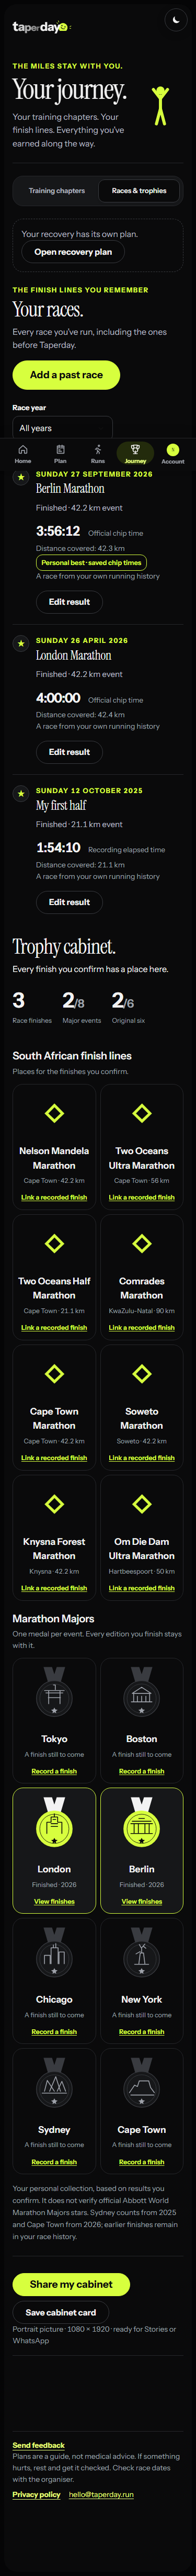 taperday
THE MILES STAY WITH YOU.
Your journey.
Your training chapters. Your
finish lines. Everything you've
earned along the way.
Training chapters
Races & trophies
Your recovery has its own plan.
Open recovery plan
THE FINISH LINES YOU REMEMBER
Your races.
Every race you've run, including the ones
before Taperday.
Add a past race
Race year
All years
Home
Plan
Runs
Journey
Account
SUNDAY 27 SEPTEMBER 2026
Berlin Marathon
Finished · 42.2 km event
3:56:12 Official chip time
Distance covered: 42.3 km
Personal best · saved chip times
A race from your own running history
Edit result
SUNDAY 26 APRIL 2026
London Marathon
Finished · 42.2 km event
4:00:00 Official chip time
Distance covered: 42.4 km
A race from your own running history
Edit result
SUNDAY 12 OCTOBER 2025
My first half
Finished · 21.1 km event
1:54:10 Recording elapsed time
Distance covered: 21.1 km
A race from your own running history
Edit result
Trophy cabinet.
Every finish you confirm has a place here.
3 2/8 2/6
Race finishes Major events Original six
South African finish lines
Places for the finishes you confirm.
Nelson Mandela
Marathon
Cape Town · 42.2 km
Link a recorded finish
Two Oceans
Ultra Marathon
Cape Town · 56 km
Link a recorded finish
Two Oceans Half
Marathon
Cape Town · 21.1 km
Link a recorded finish
Comrades
Marathon
KwaZulu-Natal · 90 km
Link a recorded finish
Cape Town
Marathon
Cape Town · 42.2 km
Link a recorded finish
Soweto
Marathon
Soweto · 42.2 km
Link a recorded finish
Knysna Forest
Marathon
Knysna · 42.2 km
Link a recorded finish
Om Die Dam
Ultra Marathon
Hartbeespoort · 50 km
Link a recorded finish
Marathon Majors
One medal per event. Every edition you finish stays
with it.
Tokyo
A finish still to come
Record a finish
Boston
A finish still to come
Record a finish
London
Finished · 2026
View finishes
Berlin
Finished · 2026
View finishes
Chicago
A finish still to come
Record a finish
New York
A finish still to come
Record a finish
Sydney
A finish still to come
Record a finish
Cape Town
A finish still to come
Record a finish
Your personal collection, based on results you
confirm. It does not verify official Abbott World
Marathon Majors stars. Sydney counts from 2025
and Cape Town from 2026; earlier finishes remain
in your race history.
Share my cabinet
Save cabinet card
Portrait picture · 1080 × 1920 · ready for Stories or
WhatsApp
Send feedback
Plans are a guide, not medical advice. If something
hurts, rest and get it checked. Check race dates
with the organiser.
Privacy policy hello@taperday.run